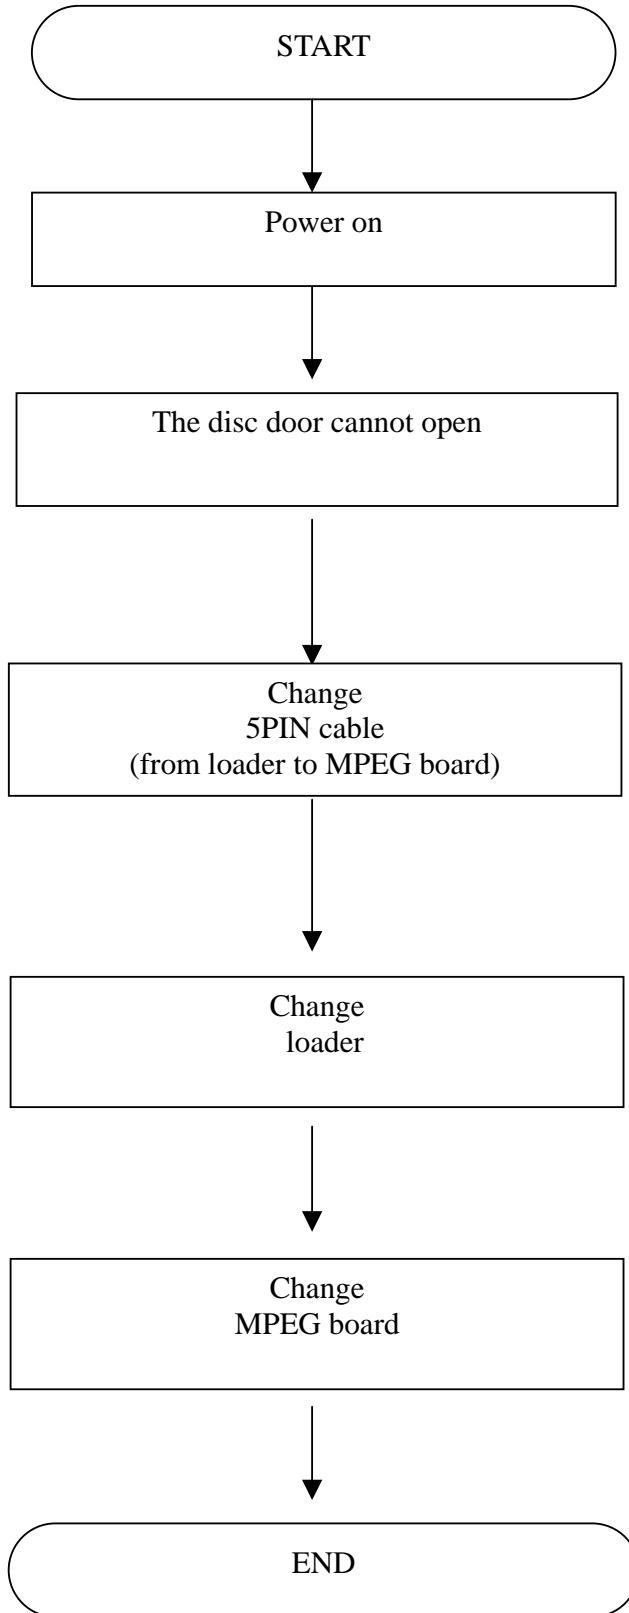 START
Power on
The disc door cannot open
Change
5PIN cable
(from loader to MPEG board)
Change
loader
Change
MPEG board
END